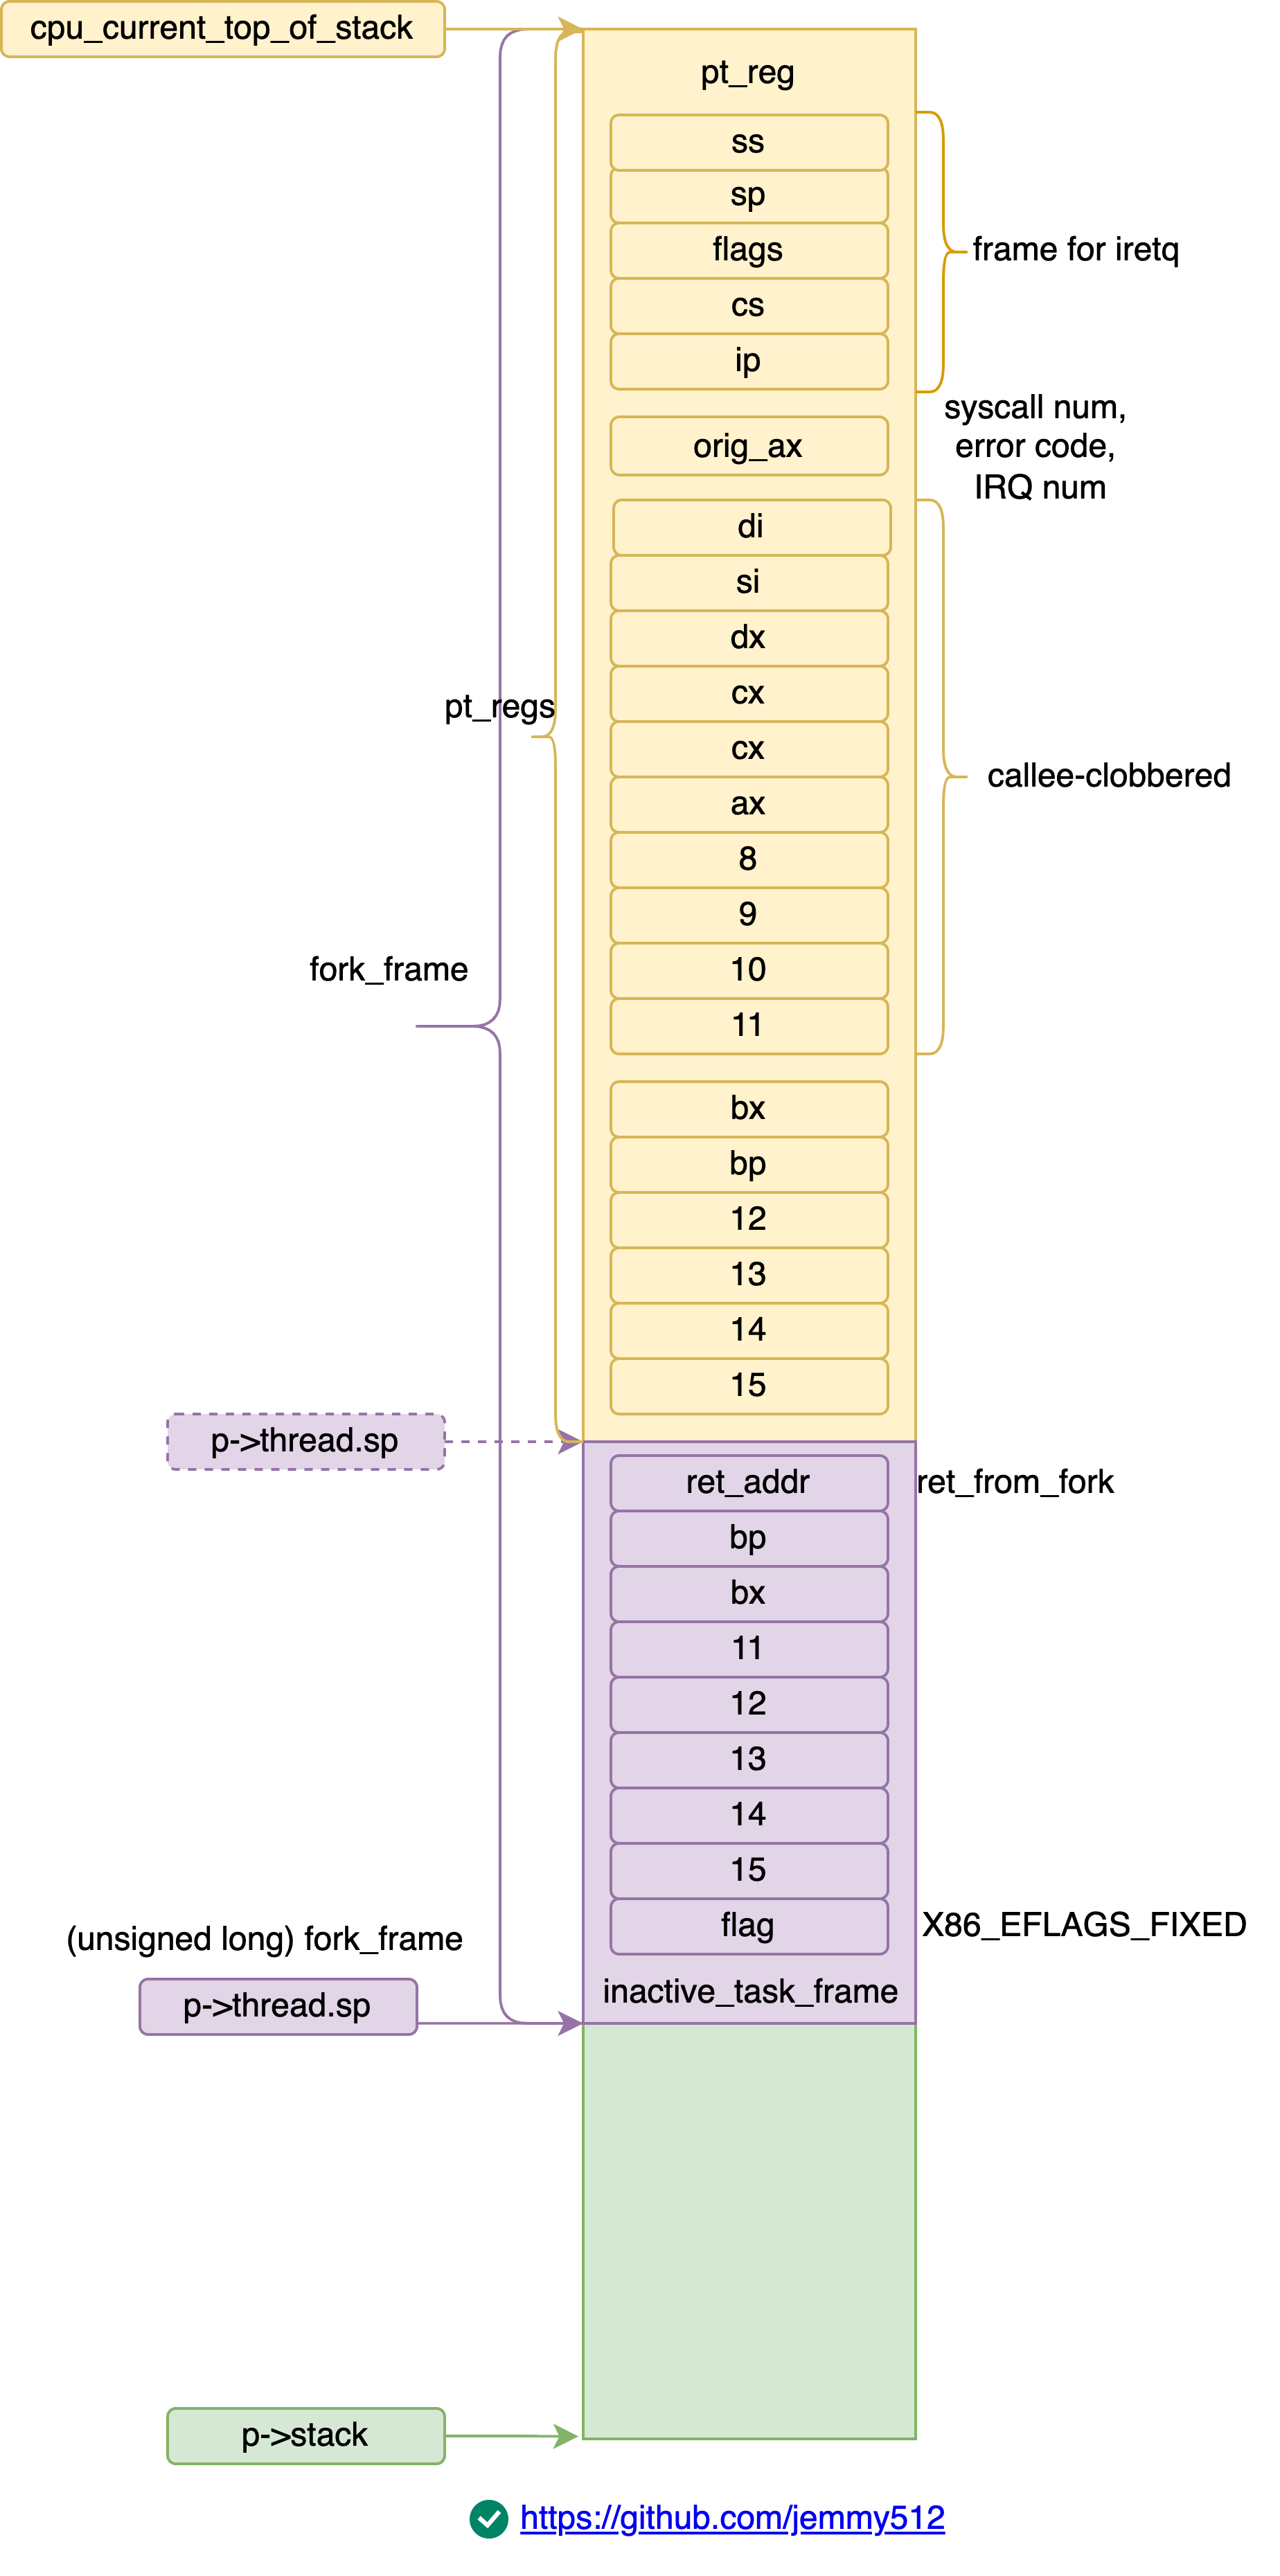 cpu_current_top_of_stack
pt_reg
ss
sp
flags
frame for iretq
cs
ip
syscall num,
error code,
IRQ num
orig_ax
di
si
dx
cx
pt_regs
cx
callee-clobbered
ax
8
9
fork_frame
10
11
bx
bp
12
13
14
15
p->thread.sp
ret_addr
ret_from_fork
bp
bx
11
12
13
14
15
flag
X86_EFLAGS_FIXED
(unsigned long) fork_frame
inactive_task_frame
p->thread.sp
p->stack
https://github.com/jemmy512